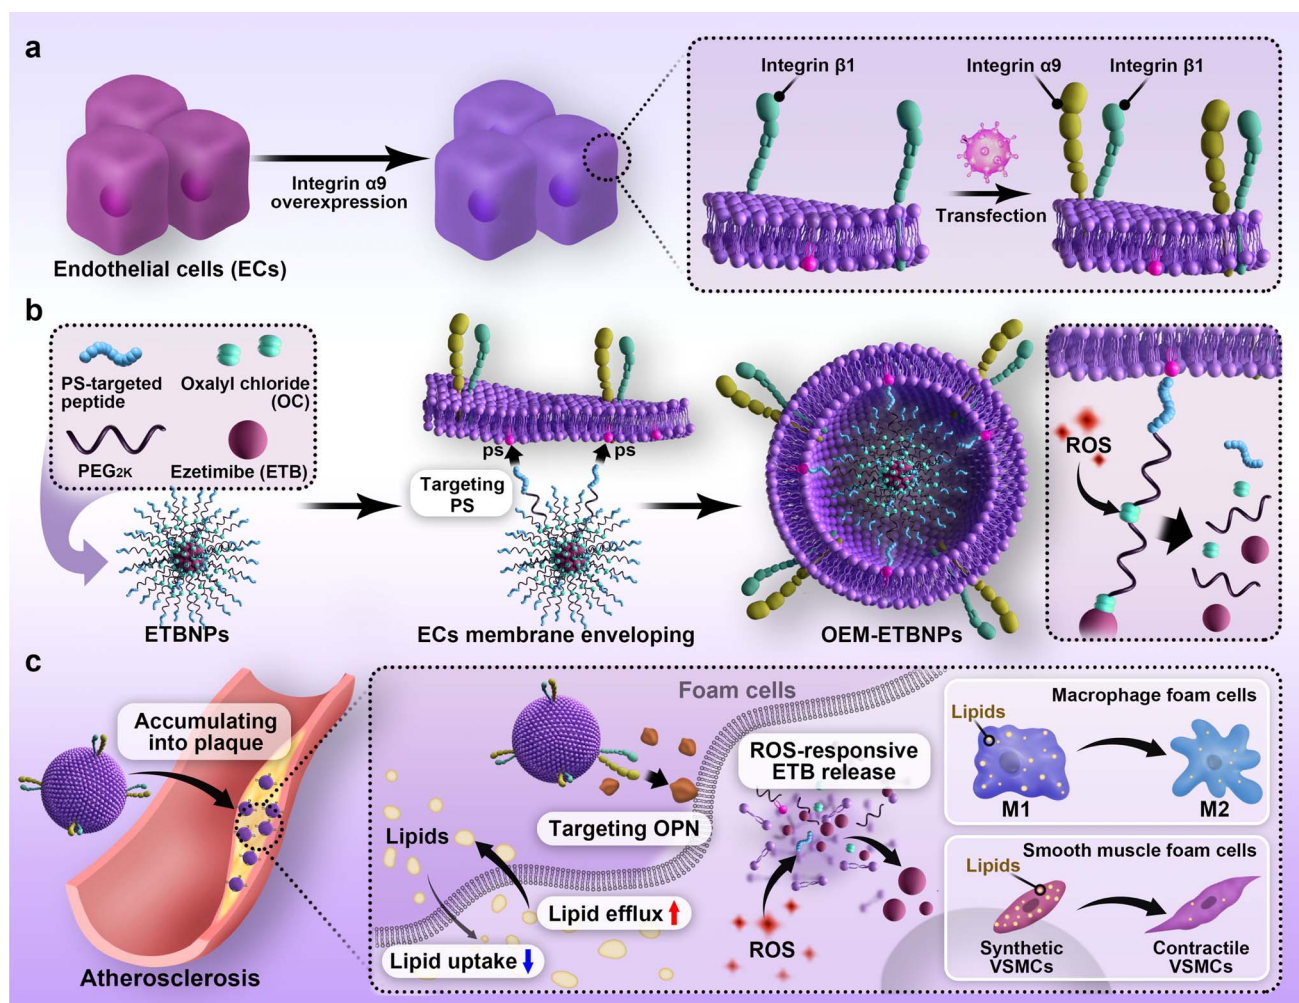 a
Integrin β1
Integrin α9
Integrin β1
Integrin α9
overexpression
Transfection
Endothelial cells (ECs)
b
PS-targeted
peptide
Oxalyl chloride
(OC)
PEG2K
Ezetimibe (ETB)
ps
ps
Targeting
PS
ROS
ETBNPs
ECs membrane enveloping
OEM-ETBNPs
c
Accumulating
into plaque
Atherosclerosis
Foam cells
Lipids
Targeting OPN
Lipid efflux
Lipid uptake
ROS-responsive
ETB release
ROS
Macrophage foam cells
Lipids
M1
M2
Smooth muscle foam cells
Lipids
Synthetic
VSMCs
Contractile
VSMCs